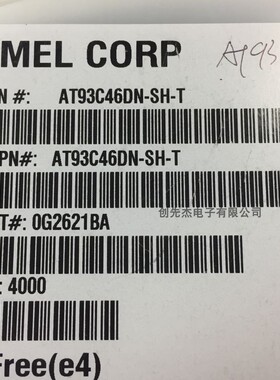 MEL CORP
A193
N #: AT93C46DN-SH-T
PN#: AT93C46DN-SH-T
T#: 0G2621BA
创先杰电子有限公司
: 4000
Free(e4)